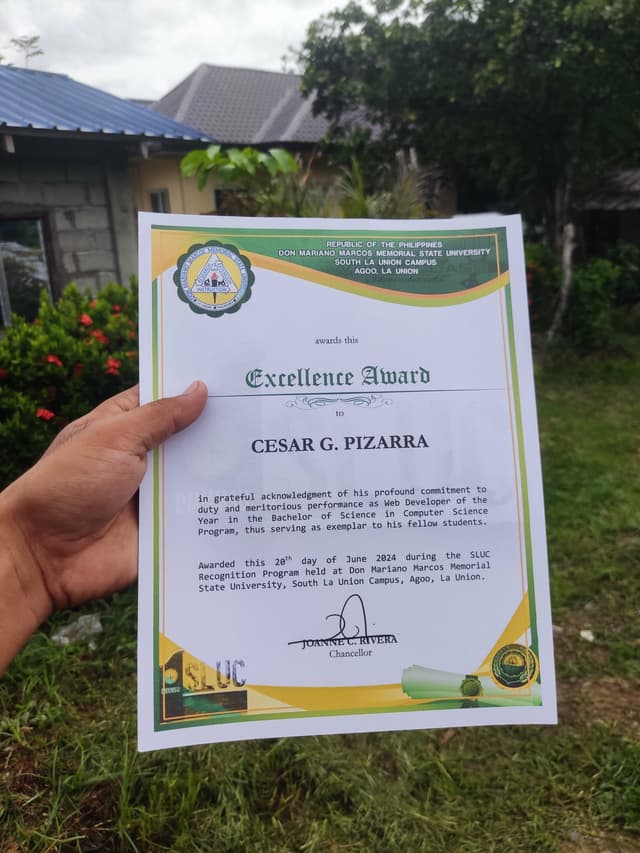 REPUBLIC OF THE PHILIPPINES
DON MARIANO MARCOS MEMORIAL STATE UNIVERSITY
SOUTH LA UNION CAMPUS
AGOO, LA UNION
INSTRUCTION
awards this
Excellence Award
to
CESAR G. PIZARRA
in grateful acknowledgment of his profound commitment to
duty and meritorious performance as Web Developer of the
Year in the Bachelor of Science in Computer Science
Program, thus serving as exemplar to his fellow students.
Awarded this 20th day of June 2024 during the SLUC
Recognition Program held at Don Mariano Marcos Memorial
State University, South La Union Campus, Agoo, La Union.
JOANNE C. RIVERA
Chancellor
SLUC